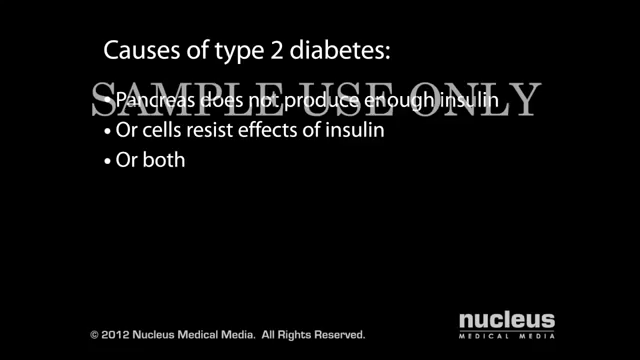 Causes of type 2 diabetes:
SAMPLE USE ONLY
• Pancreas does not produce enough insulin
• Or cells resist effects of insulin
• Or both
nucleus
MEDICAL MEDIA
© 2012 Nucleus Medical Media. All Rights Reserved.